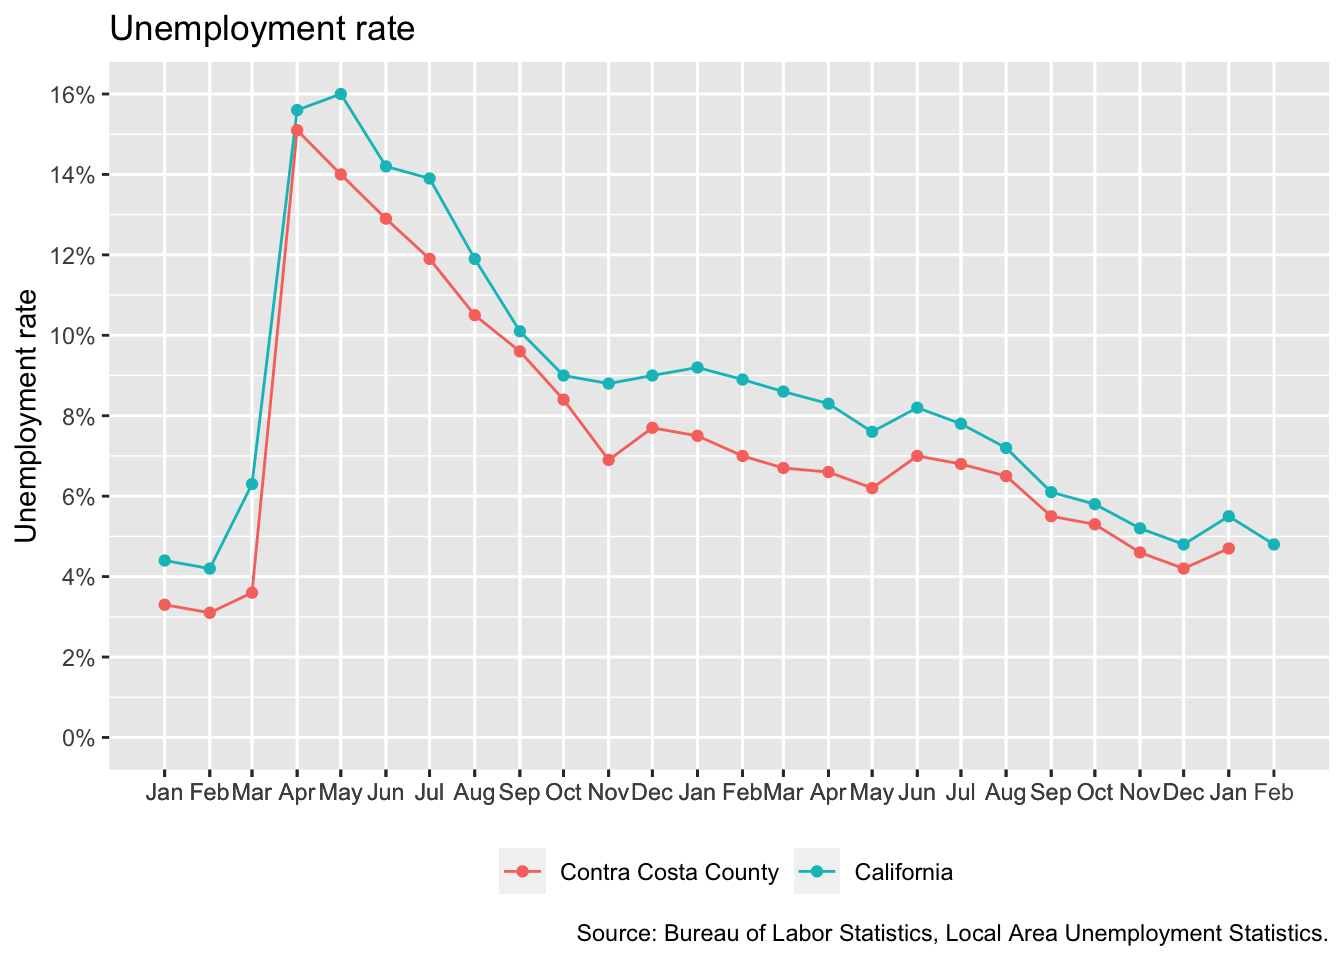 Unemployment rate
Unemployment rate
16%
14%
12%
10%
8%
6%
4%
2%
0%
Jan Feb Mar Apr May Jun Jul Aug Sep Oct Nov Dec Jan Feb Mar Apr May Jun Jul Aug Sep Oct Nov Dec Jan Feb
Contra Costa County California
Source: Bureau of Labor Statistics, Local Area Unemployment Statistics.